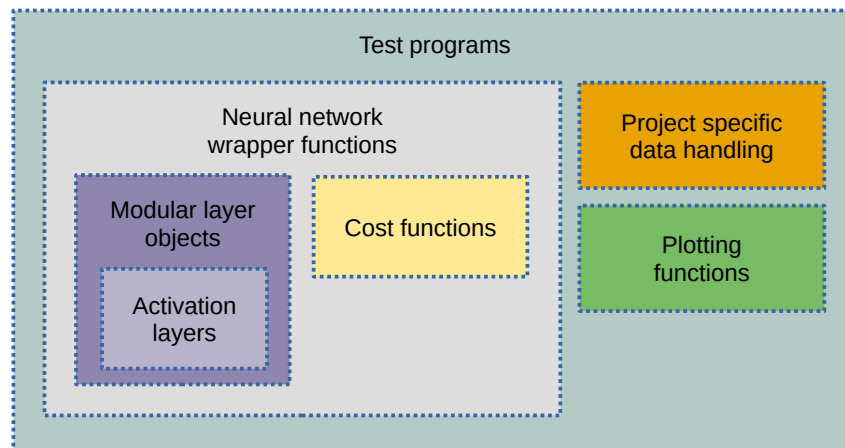 Test programs
Neural network
wrapper functions
Modular layer
objects
Activation
layers
Cost functions
Project specific
data handling
Plotting
functions